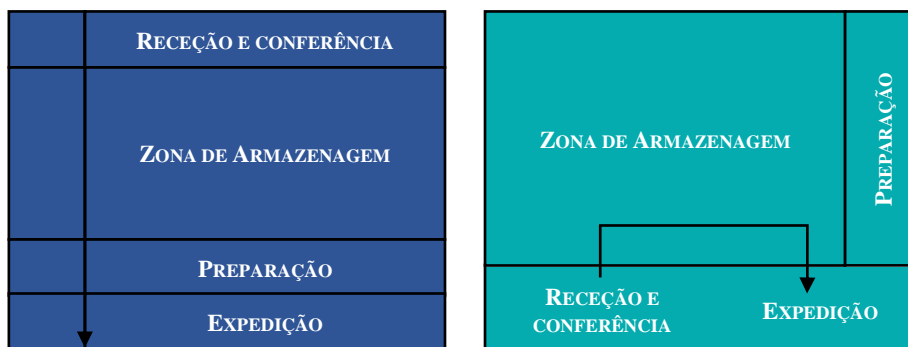 RECEÇÃO E CONFERÊNCIA
ZONA DE ARMAZENAGEM
PREPARAÇÃO
EXPEDIÇÃO
ZONA DE ARMAZENAGEM
PREPARAÇÃO
RECEÇÃO E
CONFERÊNCIA
EXPEDIÇÃO